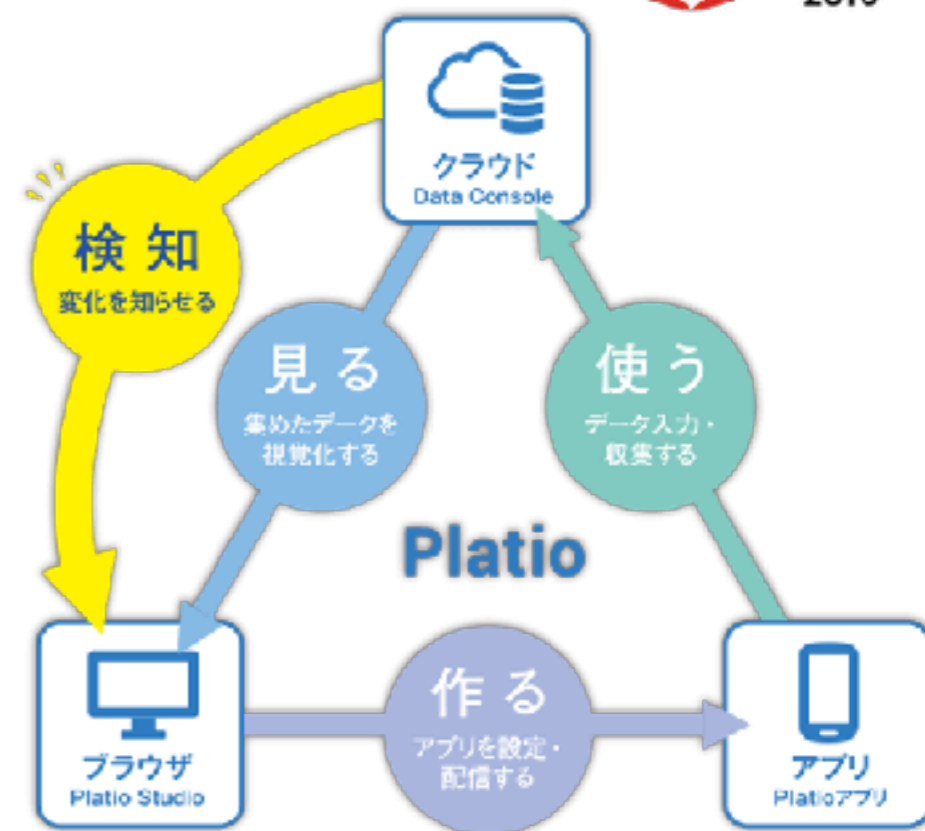 クラウド
Data Console
検知
変化を知らせる
見る
集めたデータを
視覚化する
使う
データ入力・
収集する
Platio
作る
アプリを設定・
配信する
ブラウザ
Platio Studio
アプリ
Platioアプリ